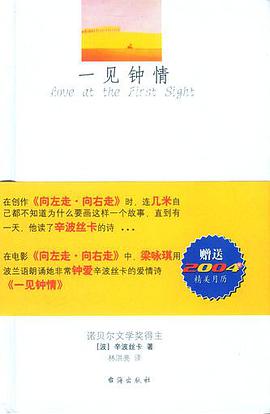 一见钟情
Love at the First Sight
在创作《向左走·向右走》时，连几米自
己都不知道为什么要画这样一个故事，直到有
一天，他读了辛波丝卡的诗 ...
在电影《向左走·向右走》中，梁咏琪用
波兰语朗诵她非常钟爱辛波丝卡的爱情诗
《一见钟情》
赠送
2004
精美月历
诺贝尔文学奖得主
［波］辛波丝卡 著
林洪亮 译
台海出版社